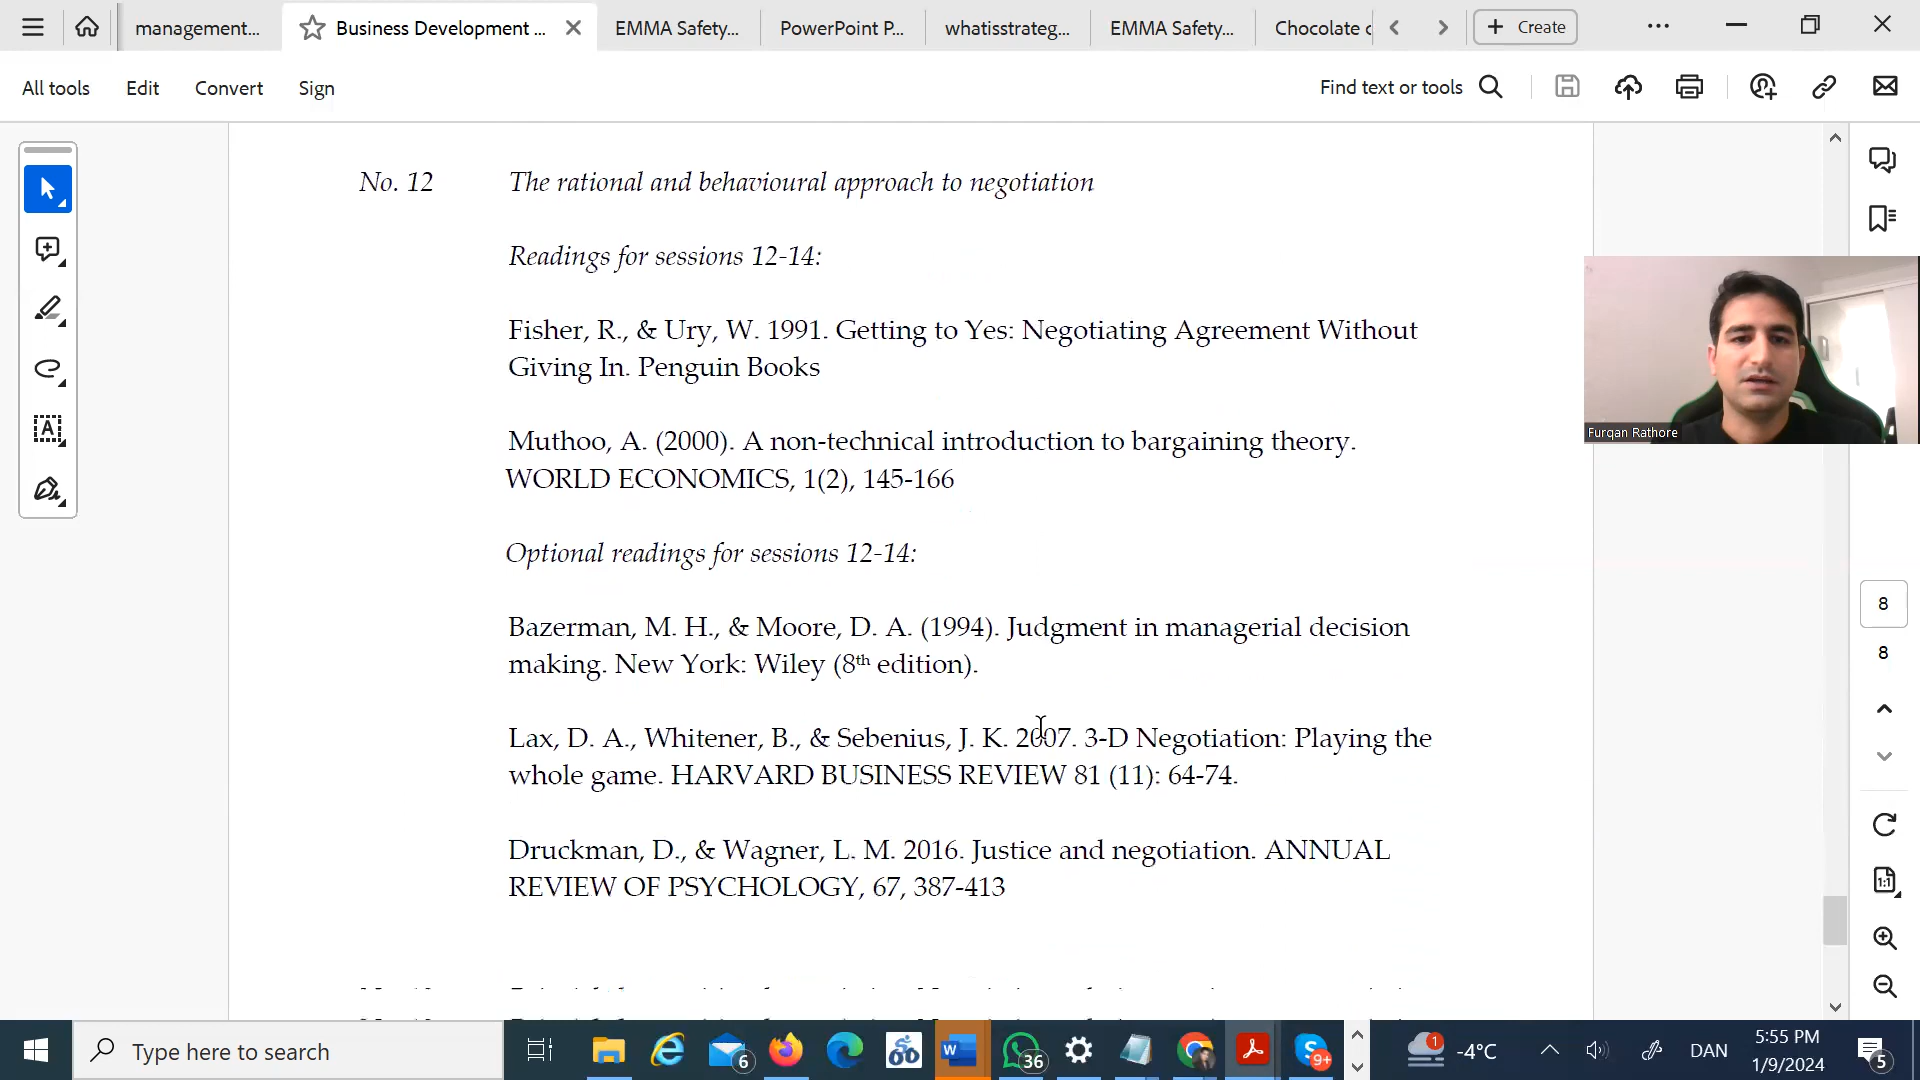 management...
Business Development ...
EMMA Safety...
PowerPoint P...
whatisstrateg...
EMMA Safety...
Chocolate c
Create
All tools
Edit
Convert
Sign
Find text or tools
No. 12
The rational and behavioural approach to negotiation
Readings for sessions 12-14:
Fisher, R., & Ury, W. 1991. Getting to Yes: Negotiating Agreement Without
Giving In. Penguin Books
Muthoo, A. (2000). A non-technical introduction to bargaining theory.
WORLD ECONOMICS, 1(2), 145-166
Optional readings for sessions 12-14:
Bazerman, M. H., & Moore, D. A. (1994). Judgment in managerial decision
making. New York: Wiley (8th edition).
Lax, D. A., Whitener, B., & Sebenius, J. K. 2007. 3-D Negotiation: Playing the
whole game. HARVARD BUSINESS REVIEW 81 (11): 64-74.
Druckman, D., & Wagner, L. M. 2016. Justice and negotiation. ANNUAL
REVIEW OF PSYCHOLOGY, 67, 387-413
Furqan Rathore
8
8
1:1
Type here to search
6
36
9+
1
-4°C
DAN
5:55 PM
1/9/2024
5